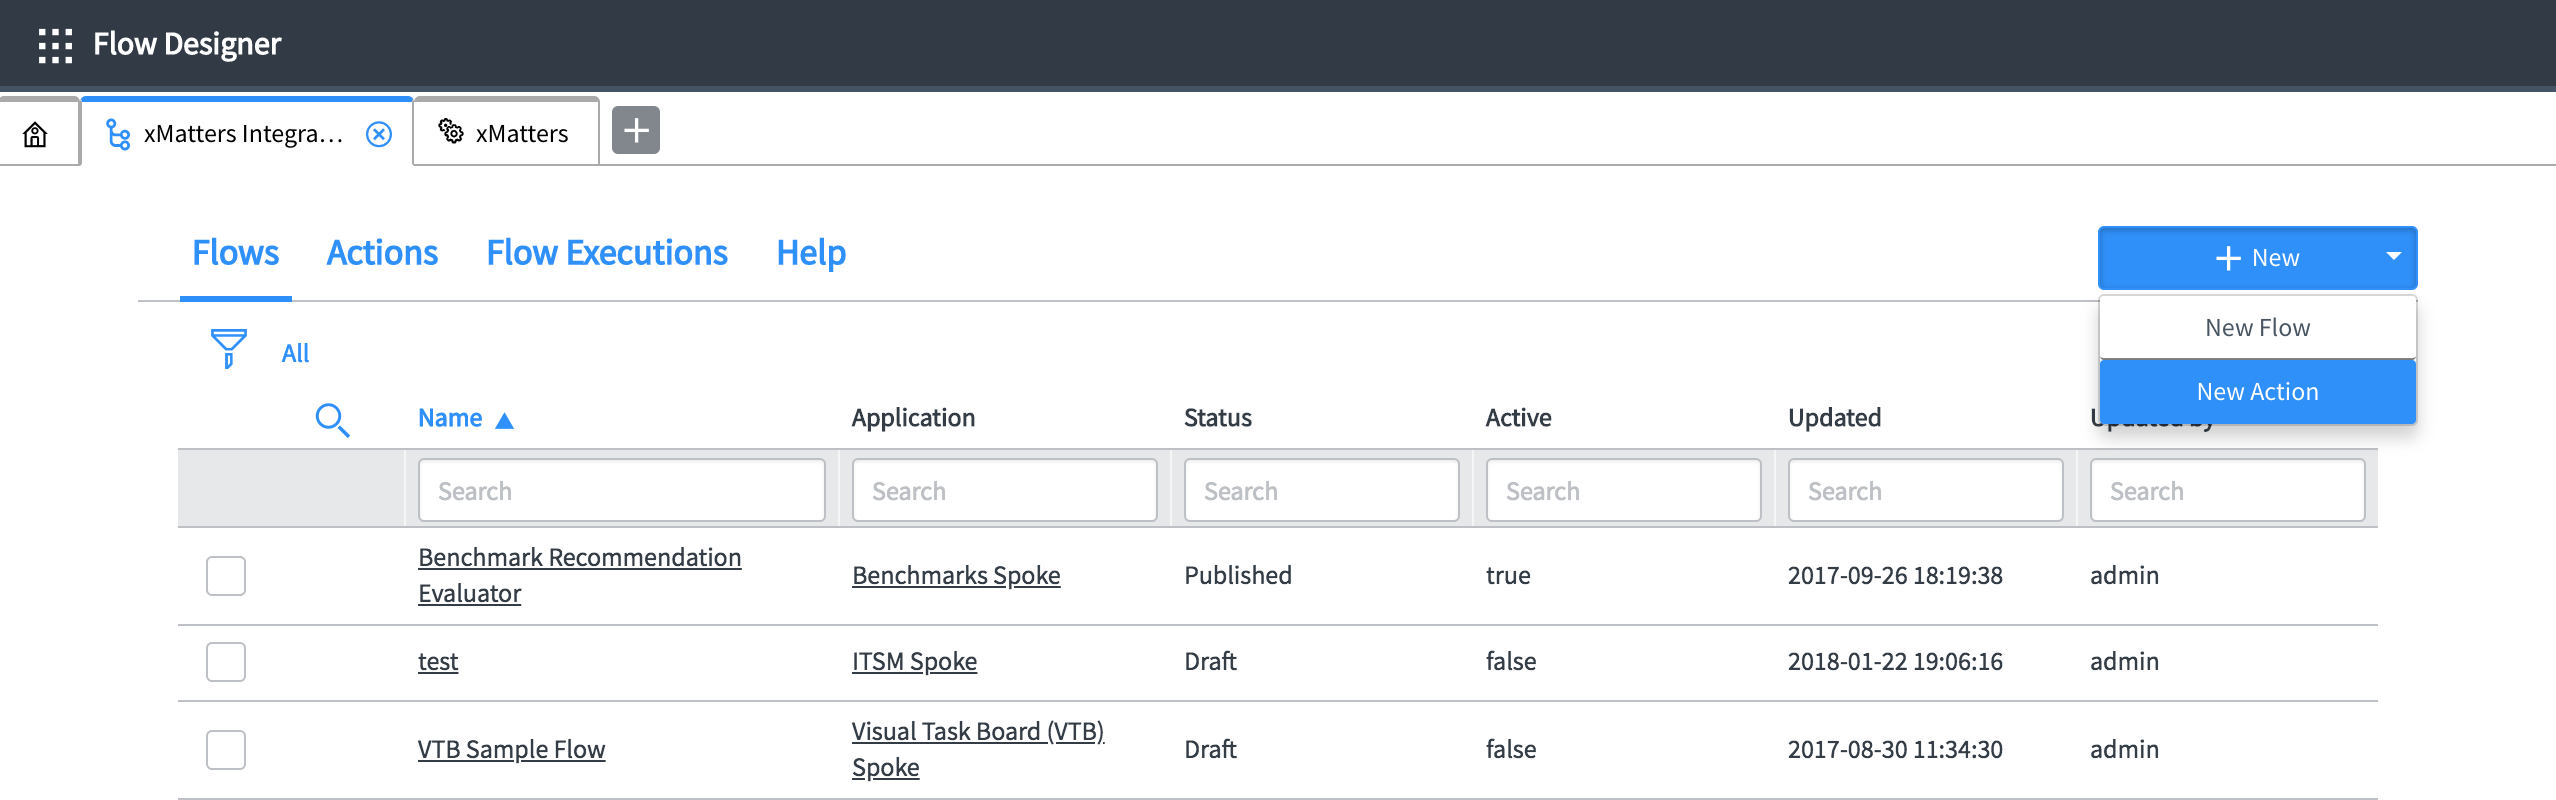 Flow Designer
xMatters Integra...
xMatters
Flows Actions Flow Executions Help
New
New Flow
New Action
All
Name Application Status Active Updated Updated by
Search Search Search Search Search Search
Benchmark Recommendation
Evaluator
Benchmarks Spoke
Published
true
2017-09-26 18:19:38
admin
test
ITSM Spoke
Draft
false
2018-01-22 19:06:16
admin
VTB Sample Flow
Visual Task Board (VTB)
Spoke
Draft
false
2017-08-30 11:34:30
admin